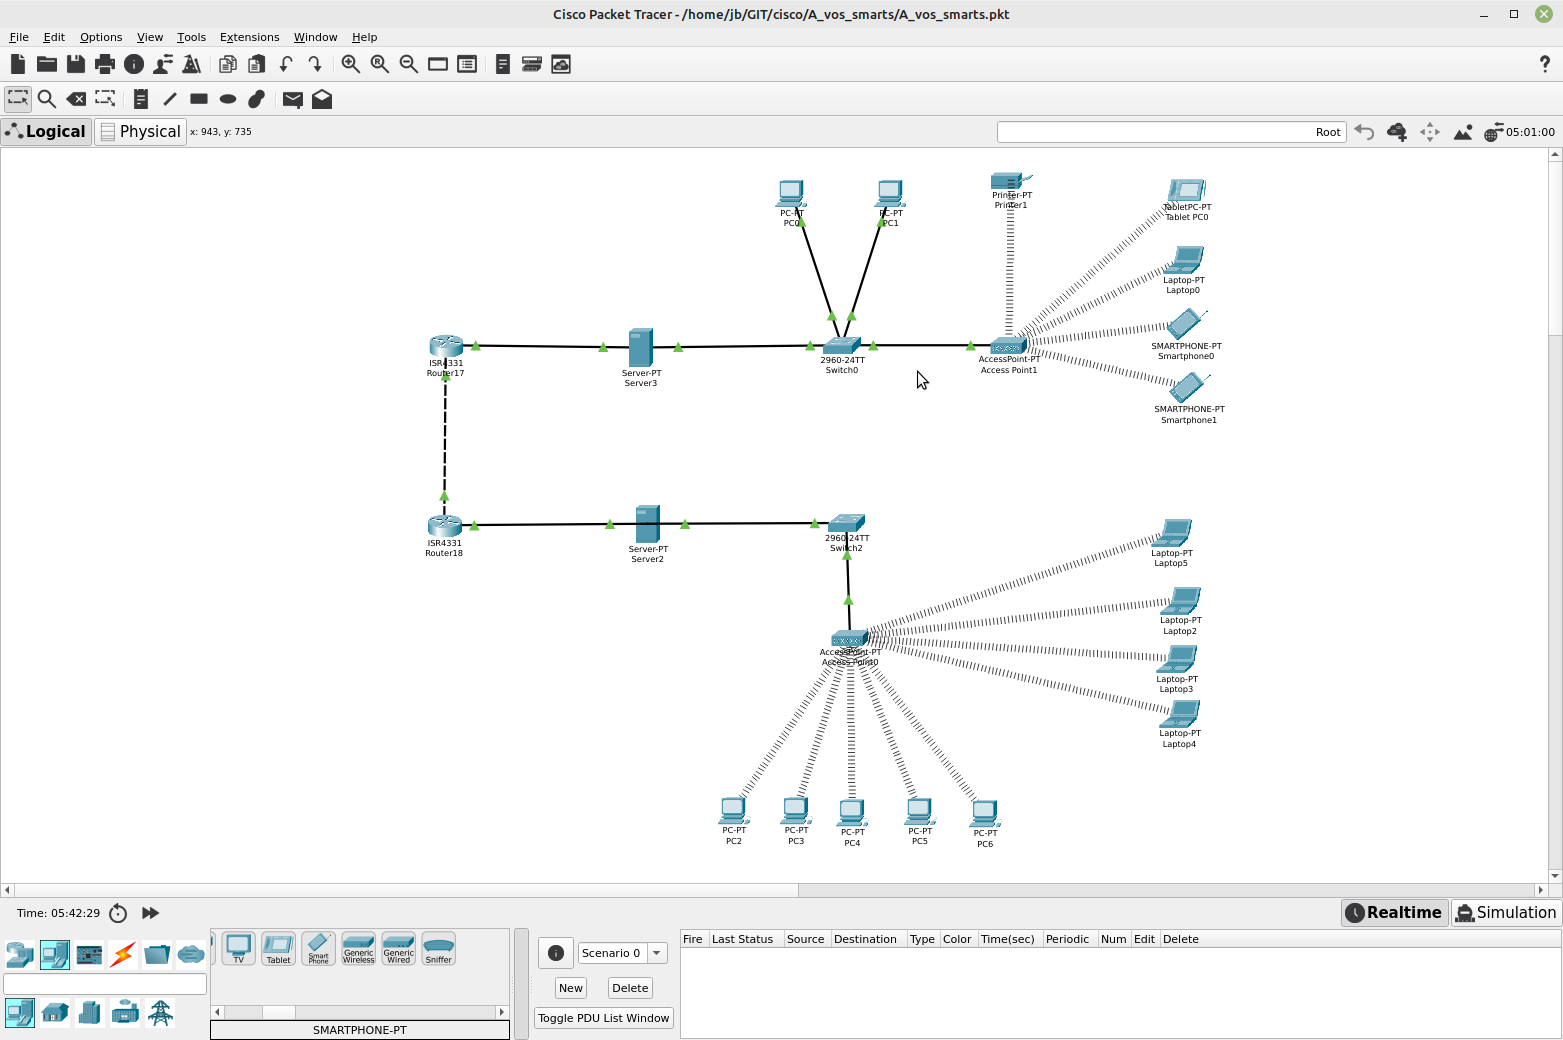 Cisco Packet Tracer - /home/jb/GIT/cisco/A_vos_smarts/A_vos_smarts.pkt
File Edit Options View Tools Extensions Window Help
Logical Physical x: 943, y: 735 Root 05:01:00
PC-PT
PC0
PC-PT
PC1
Printer-PT
Printer1
TabletPC-PT
Tablet PC0
Laptop-PT
Laptop0
SMARTPHONE-PT
Smartphone0
SMARTPHONE-PT
Smartphone1
ISR4331
Router17
Server-PT
Server3
2960-24TT
Switch0
AccessPoint-PT
Access Point1
ISR4331
Router18
Server-PT
Server2
2960-24TT
Switch2
AccessPoint-PT
Access Point0
Laptop-PT
Laptop5
Laptop-PT
Laptop2
Laptop-PT
Laptop3
Laptop-PT
Laptop4
PC-PT
PC2
PC-PT
PC3
PC-PT
PC4
PC-PT
PC5
PC-PT
PC6
Time: 05:42:29 Realtime Simulation
TV
Tablet
Smart
Phone
Generic
Wireless
Generic
Wired
Sniffer
SMARTPHONE-PT
Scenario 0
New Delete
Toggle PDU List Window
Fire Last Status Source Destination Type Color Time(sec) Periodic Num Edit Delete